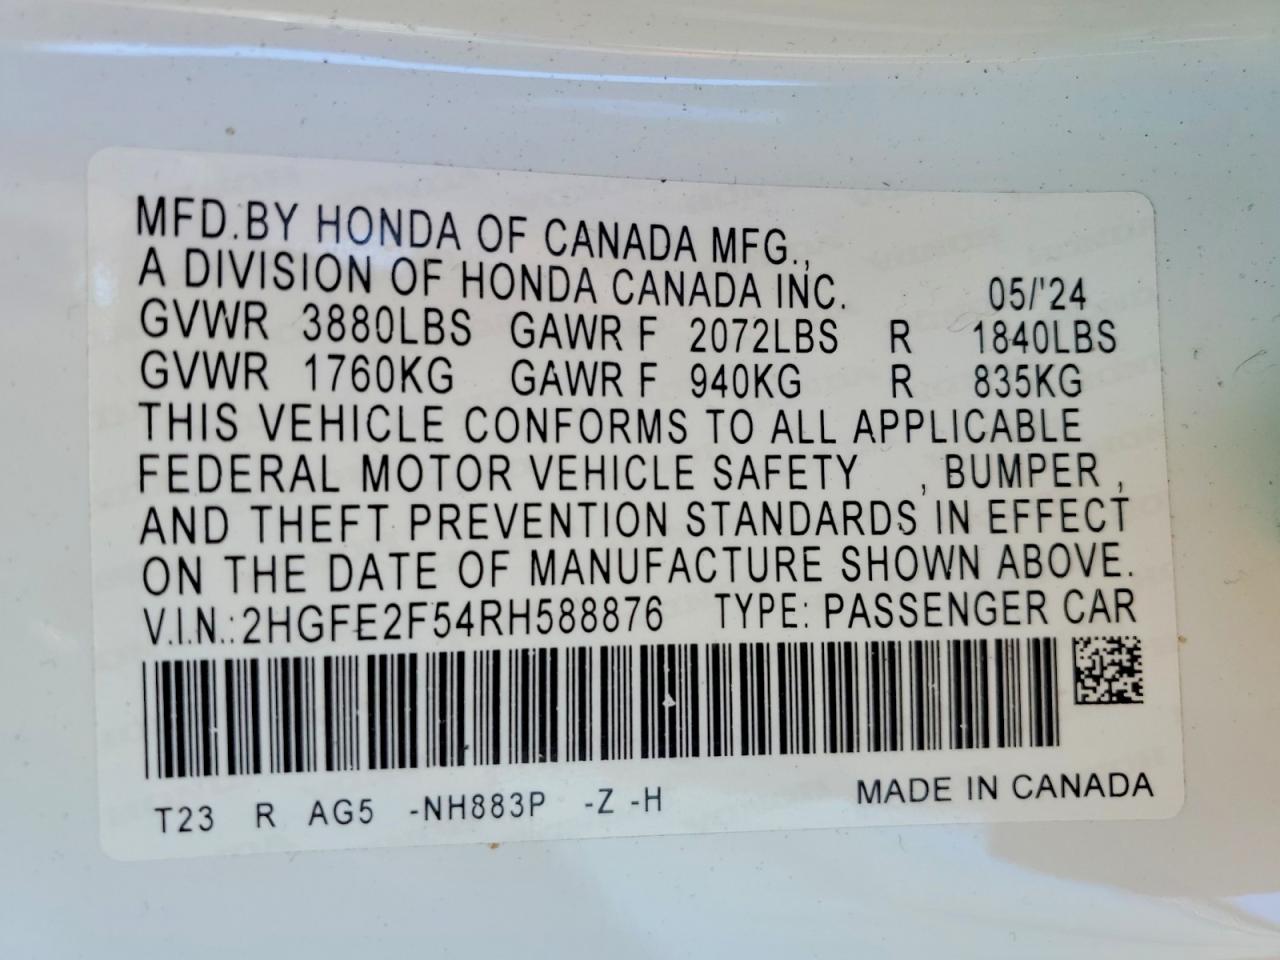 MFD.BY HONDA OF CANADA MFG.,
A DIVISION OF HONDA CANADA INC. 05/'24
GVWR 3880LBS GAWR F 2072LBS R 1840LBS
GVWR 1760KG GAWR F 940KG R 835KG
THIS VEHICLE CONFORMS TO ALL APPLICABLE
FEDERAL MOTOR VEHICLE SAFETY , BUMPER ,
AND THEFT PREVENTION STANDARDS IN EFFECT
ON THE DATE OF MANUFACTURE SHOWN ABOVE.
V.I.N.:2HGFE2F54RH588876 TYPE: PASSENGER CAR
T23 R AG5 -NH883P -Z -H MADE IN CANADA